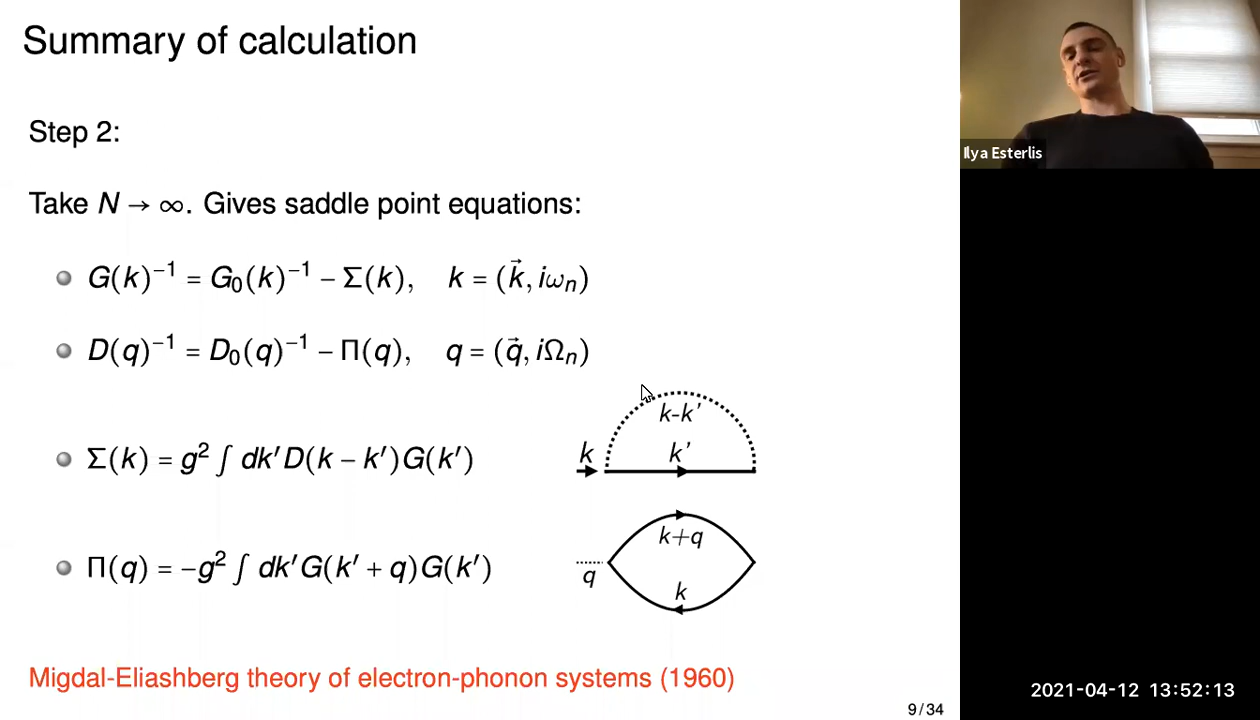 Summary of calculation
Step 2:
Take N → ∞. Gives saddle point equations:
G(k)⁻¹ = G₀(k)⁻¹ − Σ(k), k = (k⃗, iωₙ)
D(q)⁻¹ = D₀(q)⁻¹ − Π(q), q = (q⃗, iΩₙ)
k-k'
k
k'
Σ(k) = g² ∫ dk'D(k − k')G(k')
k+q
q
k
Π(q) = −g² ∫ dk'G(k' + q)G(k')
Migdal-Eliashberg theory of electron-phonon systems (1960)
9/34
Ilya Esterlis
2021-04-12 13:52:13